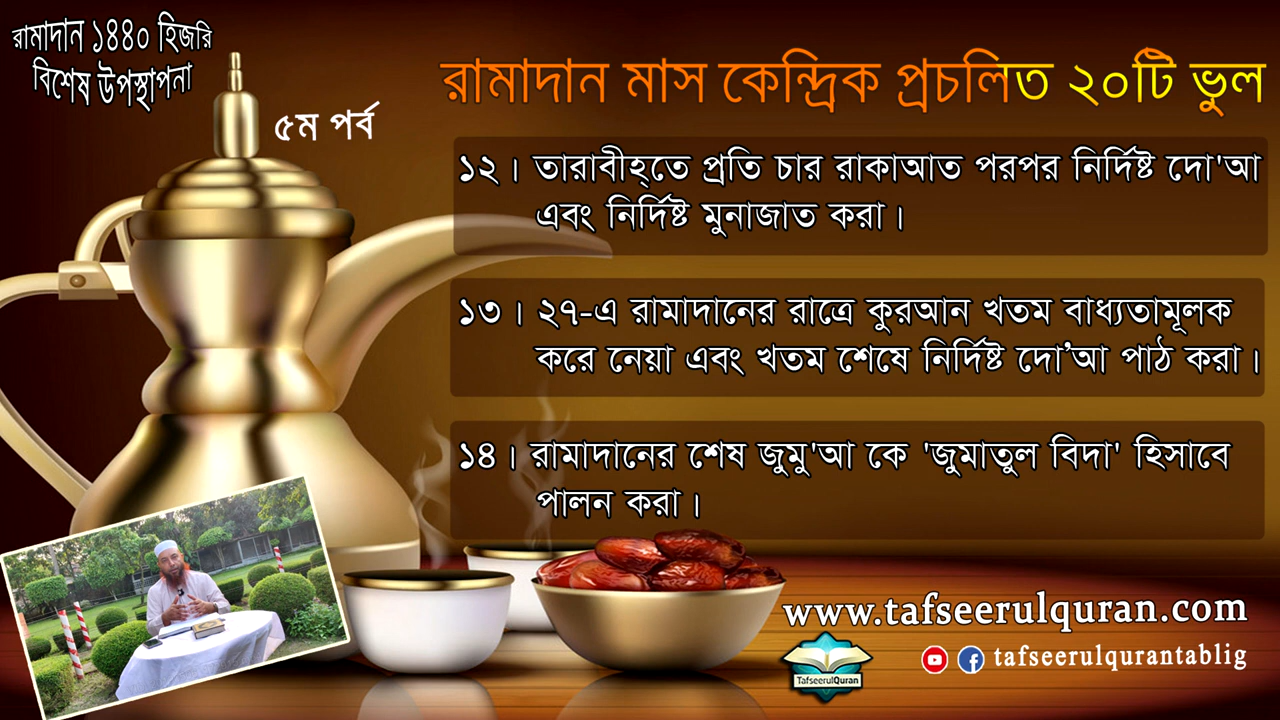 রামাদান ১৪৪০ হিজরি
বিশেষ উপস্থাপনা
৫ম পর্ব
রামাদান মাস কেন্দ্রিক প্রচলিত ২০টি ভুল
১২। তারাবীহ্‌তে প্রতি চার রাকাআত পরপর নির্দিষ্ট দো'আ
এবং নির্দিষ্ট মুনাজাত করা।
১৩। ২৭-এ রামাদানের রাত্রে কুরআন খতম বাধ্যতামূলক
করে নেয়া এবং খতম শেষে নির্দিষ্ট দো’আ পাঠ করা।
১৪। রামাদানের শেষ জুমু'আ কে 'জুমাতুল বিদা' হিসাবে
পালন করা।
www.tafseerulquran.com
tafseerulqurantablig
TafseerulQuran